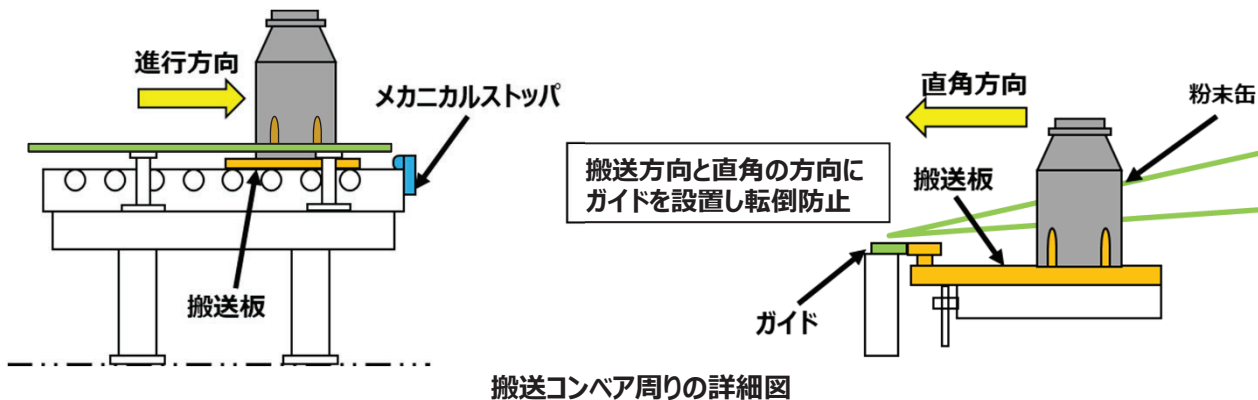 進行方向
メカニカルストッパ
搬送板
搬送方向と直角の方向に
ガイドを設置し転倒防止
直角方向
粉末缶
搬送板
ガイド
搬送コンベア周りの詳細図